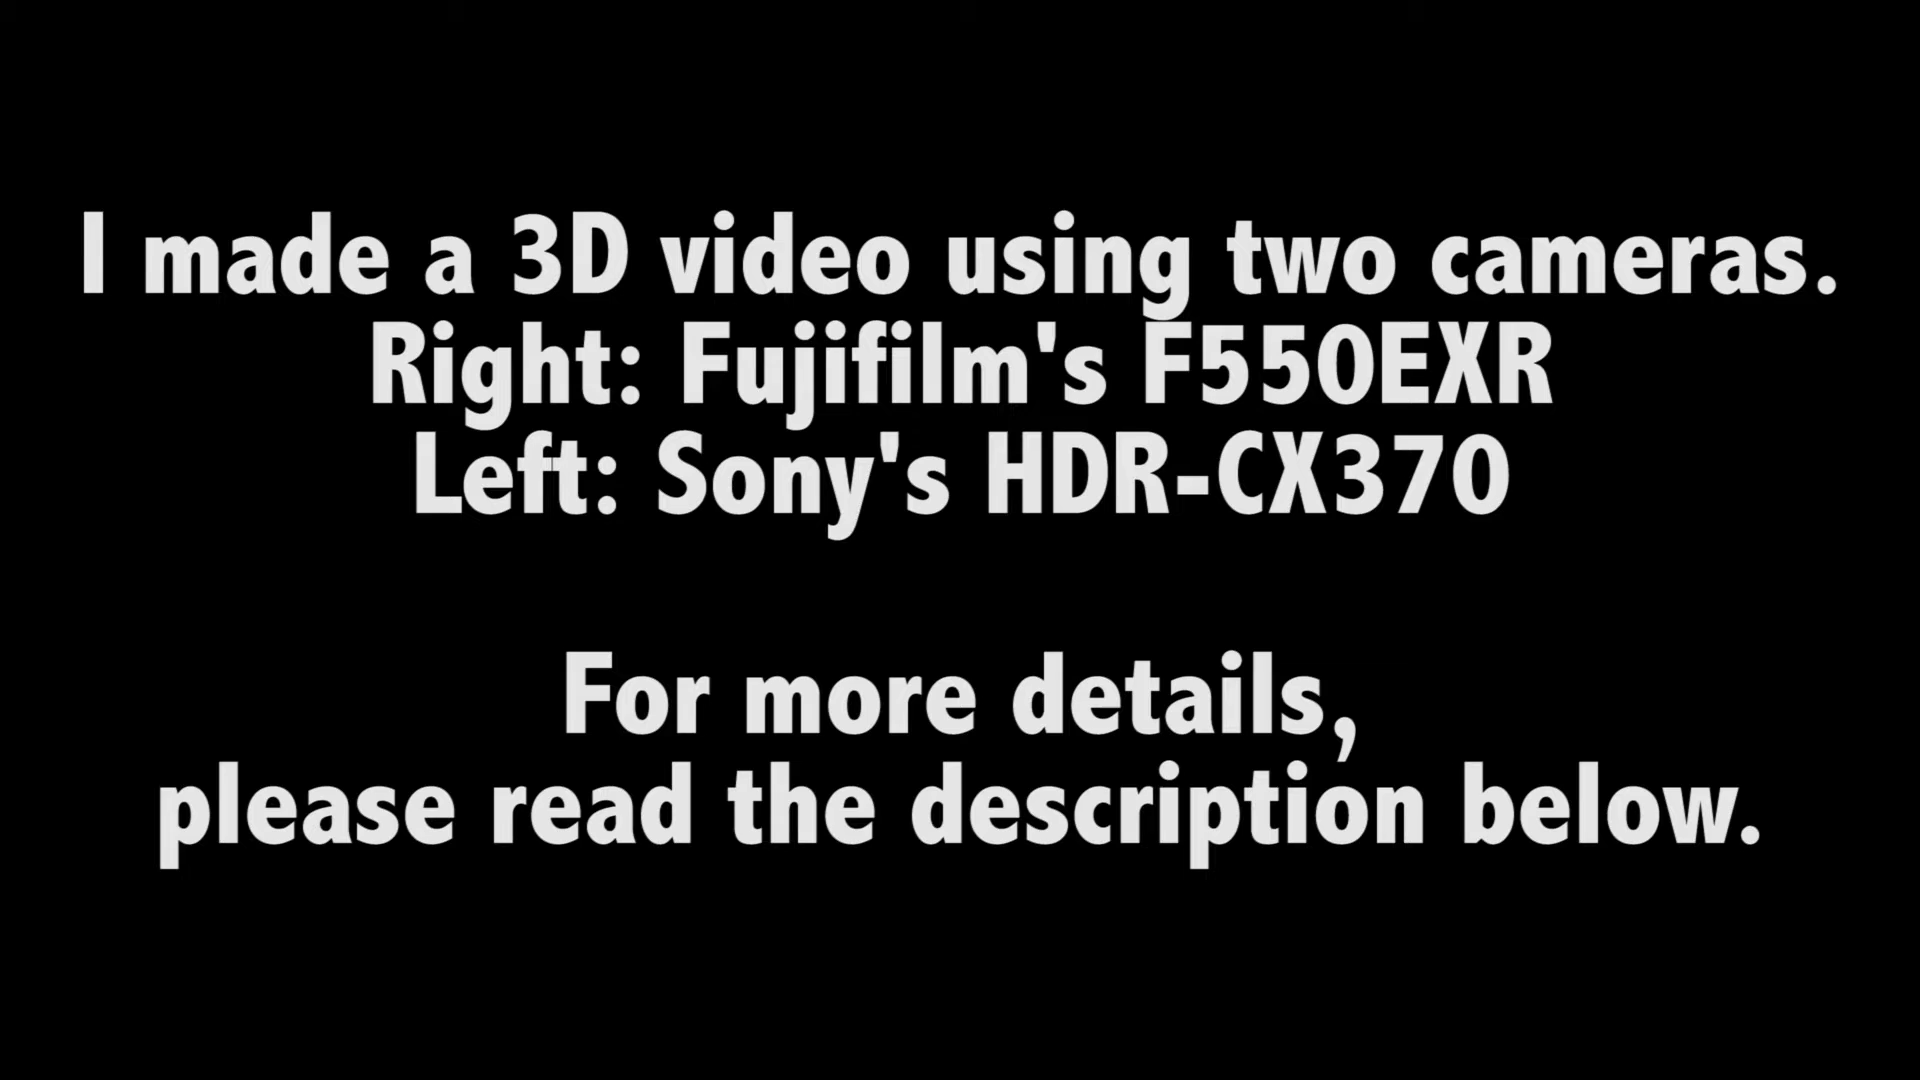 I made a 3D video using two cameras.
Right: Fujifilm's F550EXR
Left: Sony's HDR-CX370
For more details,
please read the description below.